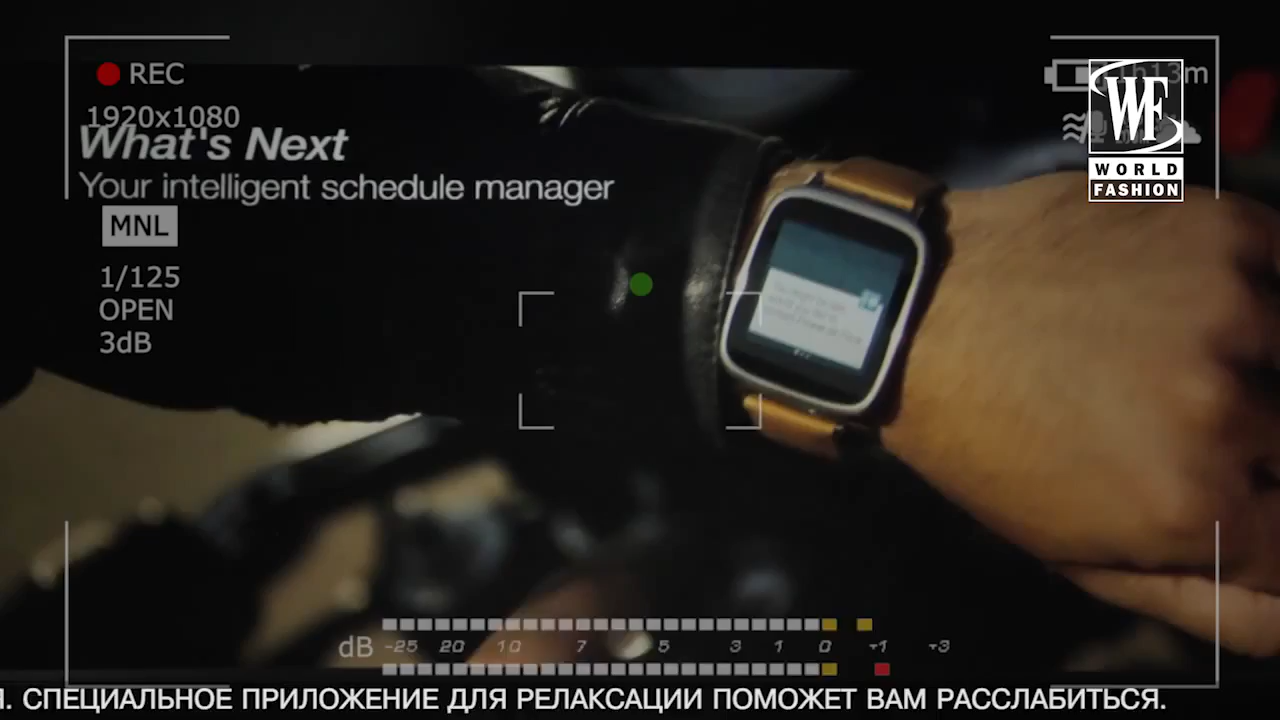 REC
1h13m
1920x1080
What's Next
Your intelligent schedule manager
WF
WORLD
FASHION
MNL
1/125
OPEN
3dB
dB -25 20 10 7 5 3 1 0 +1 +3
Я. СПЕЦИАЛЬНОЕ ПРИЛОЖЕНИЕ ДЛЯ РЕЛАКСАЦИИ ПОМОЖЕТ ВАМ РАССЛАБИТЬСЯ.